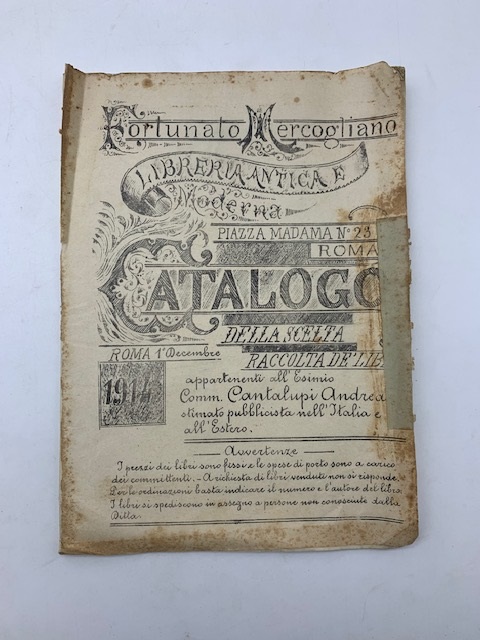 Fortunato Mercogliano
LIBRERIA ANTICA E
Moderna
PIAZZA MADAMA Nº 23
ROMA
CATALOGO
DELLA SCELTA
ROMA 1º Decembre
RACCOLTA DE' LIB
1914
appartenenti all'Esimio
Comm. Cantalupi Andrea
stimato pubblicista nell'Italia e
all'Estero.
Avvertenze
I prezzi dei libri sono fissi e le spese di porto sono a carico
dei committenti. - A richiesta di libri venduti non si risponde.
Per le ordinazioni basta indicare il numero e l'autore del libro
I libri si spediscono in assegno a persone non conosciute dalla
Ditta.